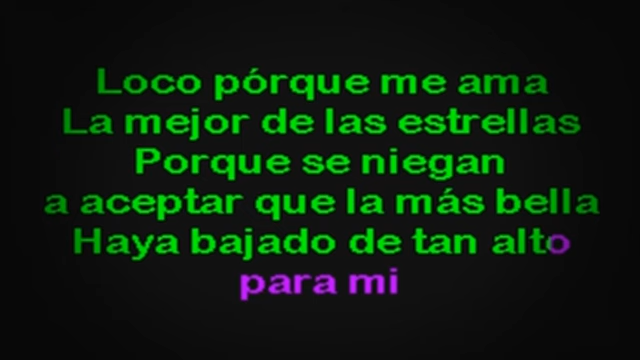 Loco pórque me ama
La mejor de las estrellas
Porque se niegan
a aceptar que la más bella
Haya bajado de tan alto
para mi